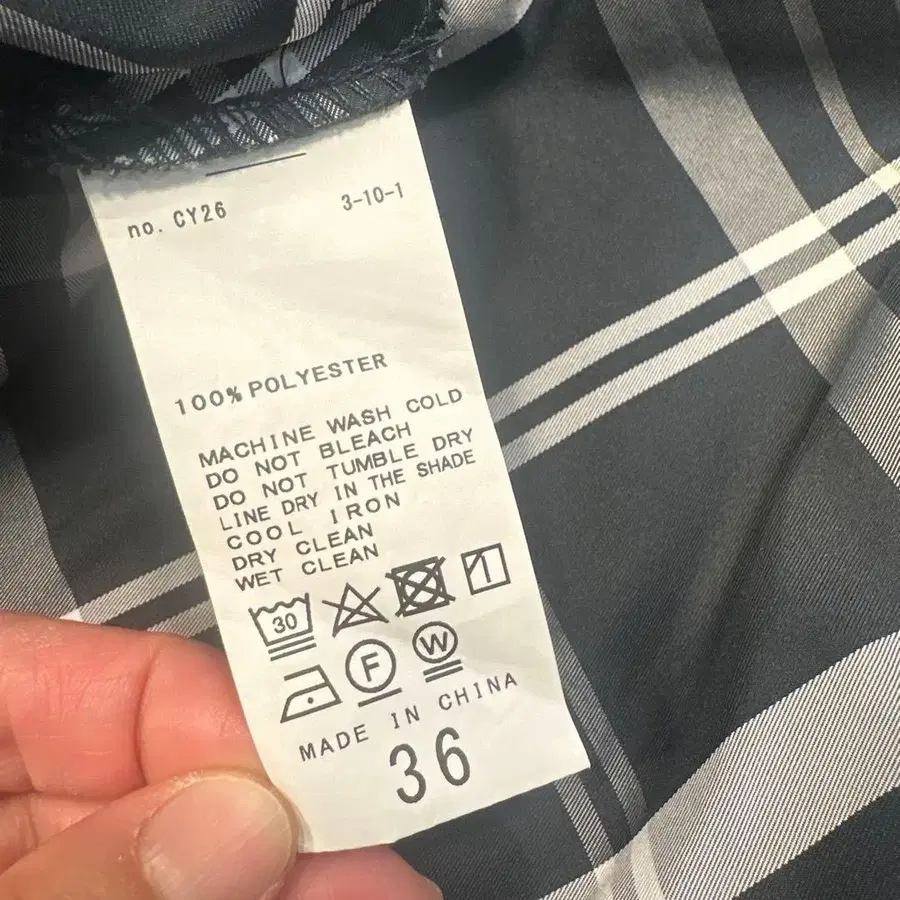 no. CY26 3-10-1
100% POLYESTER
MACHINE WASH COLD
DO NOT BLEACH
DO NOT TUMBLE DRY
LINE DRY IN THE SHADE
COOL IRON
DRY CLEAN
WET CLEAN
30
F W
MADE IN CHINA
36